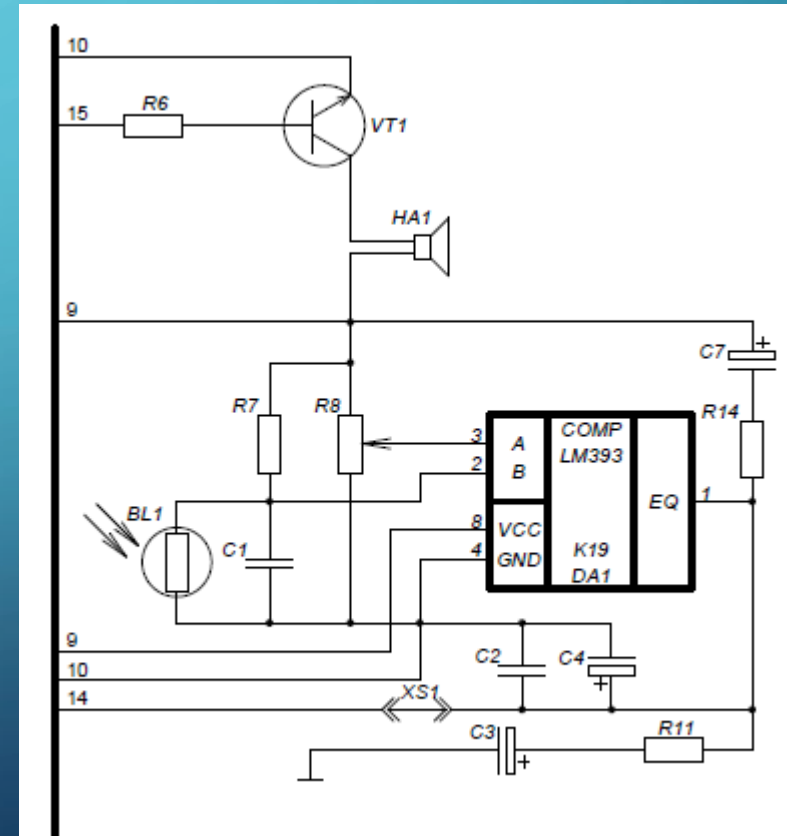 10
R6
15
VT1
HA1
9
C7
+
R7
R8
R14
3
A
COMP
LM393
2
B
EQ
1
BL1
C1
8
VCC
4
GND
K19
DA1
9
10
C2
C4
+
14
XS1
C3
+
R11